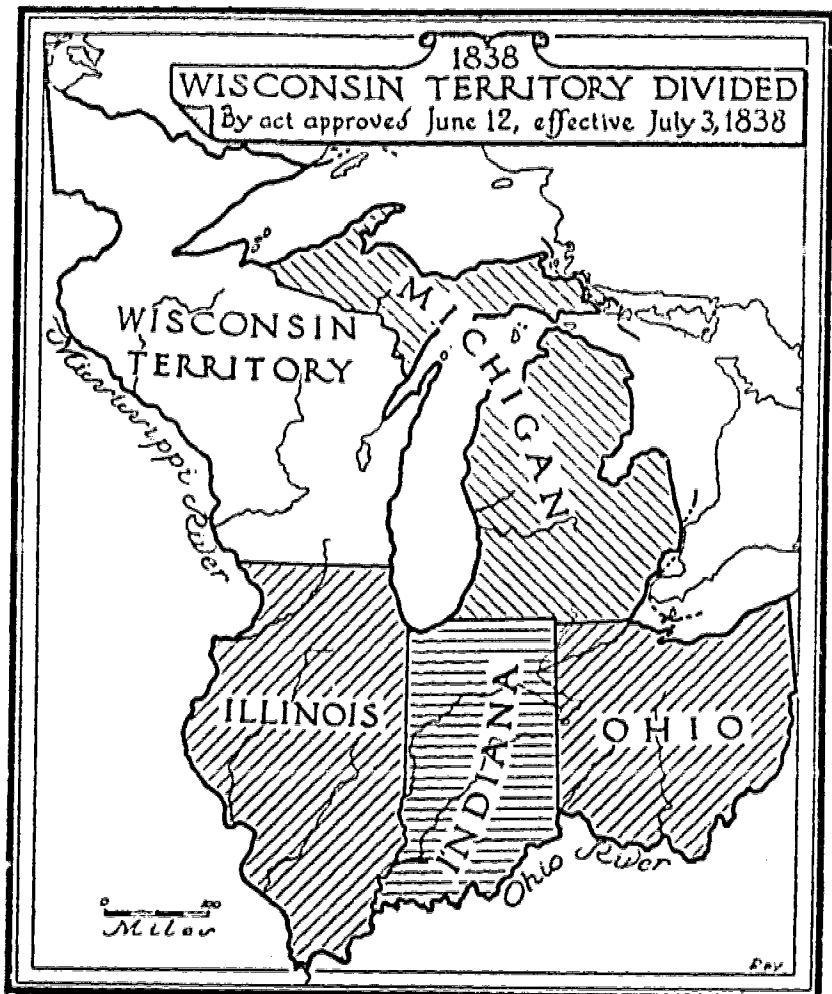 1838
WISCONSIN TERRITORY DIVIDED
By act approved June 12, effective July 3, 1838
WISCONSIN
TERRITORY
MICHIGAN
Mississippi River
ILLINOIS
INDIANA
OHIO
Ohio River
0 100
Miles